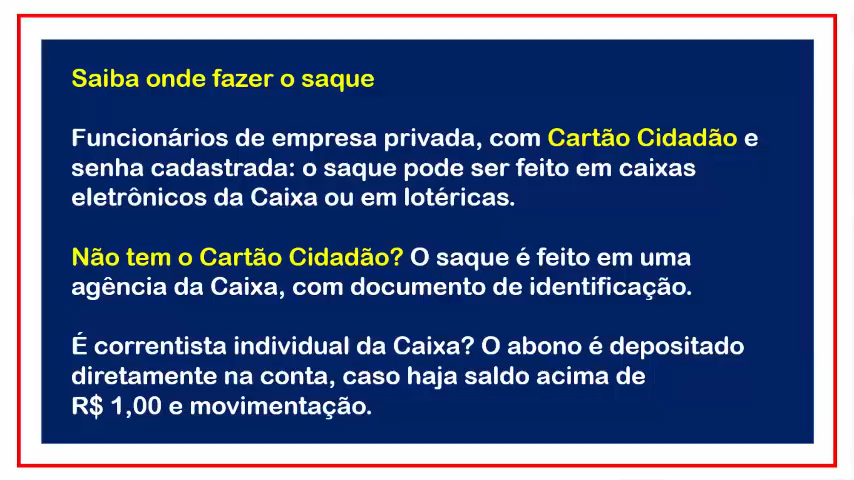 Saiba onde fazer o saque
Funcionários de empresa privada, com Cartão Cidadão e
senha cadastrada: o saque pode ser feito em caixas
eletrônicos da Caixa ou em lotéricas.
Não tem o Cartão Cidadão? O saque é feito em uma
agência da Caixa, com documento de identificação.
É correntista individual da Caixa? O abono é depositado
diretamente na conta, caso haja saldo acima de
R$ 1,00 e movimentação.